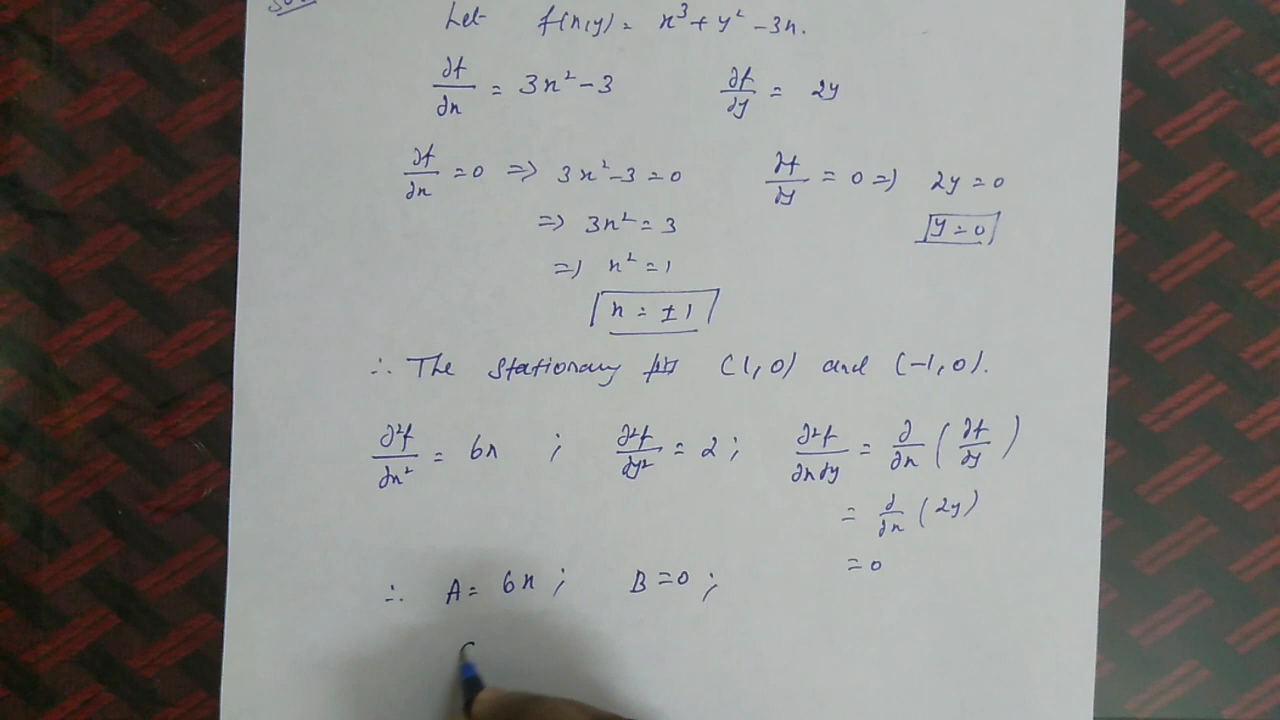 Let f(x,y) = x³ + y² - 3x.
∂f/∂x = 3x² - 3 ∂f/∂y = 2y
∂f/∂x = 0 => 3x² - 3 = 0 ∂f/∂y = 0 => 2y = 0
=> 3x² = 3 y = 0
=> x² = 1
x = ±1
∴ The stationary (1,0) and (-1,0).
∂²f/∂x² = 6x ; ∂²f/∂y² = 2 ; ∂²f/∂x∂y = ∂/∂x (∂f/∂y)
= ∂/∂x (2y)
= 0
∴ A = 6x ; B = 0 ;